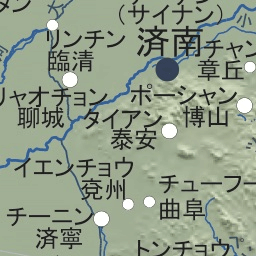 (サイナン)
済南
小
リンチン
臨清
チャン
章丘
リャオチョン
聊城
ポーシャン
博山
タイアン
泰安
イエンチョウ
兗州
チューフー
曲阜
チーニン
済寧
トンチョウ